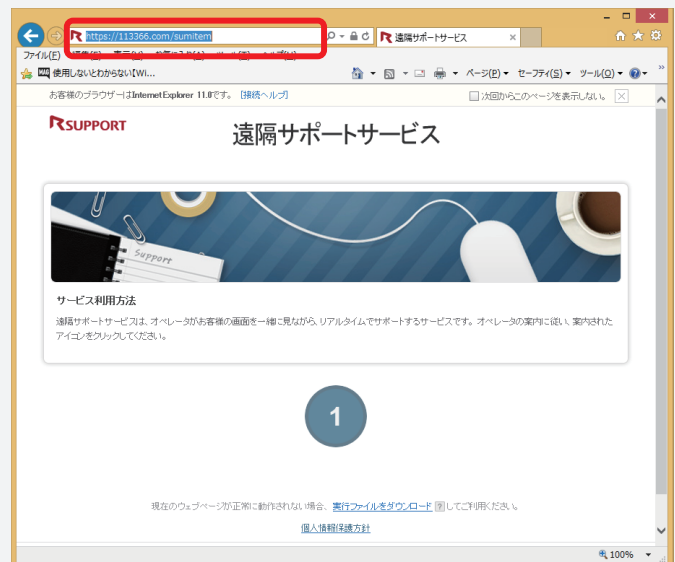 https://113366.com/sumitem
遠隔サポートサービス
ファイル(F)
使用しないとわからない【Wi...
ページ(P)
セーフティ(S)
ツール(O)
お客様のブラウザーはInternet Explorer 11.0です。 [接続ヘルプ]
次回からこのページを表示しない。
RSUPPORT
遠隔サポートサービス
Support
サービス利用方法
遠隔サポートサービスは、オペレータがお客様の画面を一緒に見ながら、リアルタイムでサポートするサービスです。オペレータの案内に従い、案内された
アイコンをクリックしてください。
1
現在のウェブページが正常に動作されない場合、実行ファイルをダウンロード ? してご利用ください。
個人情報保護方針
100%